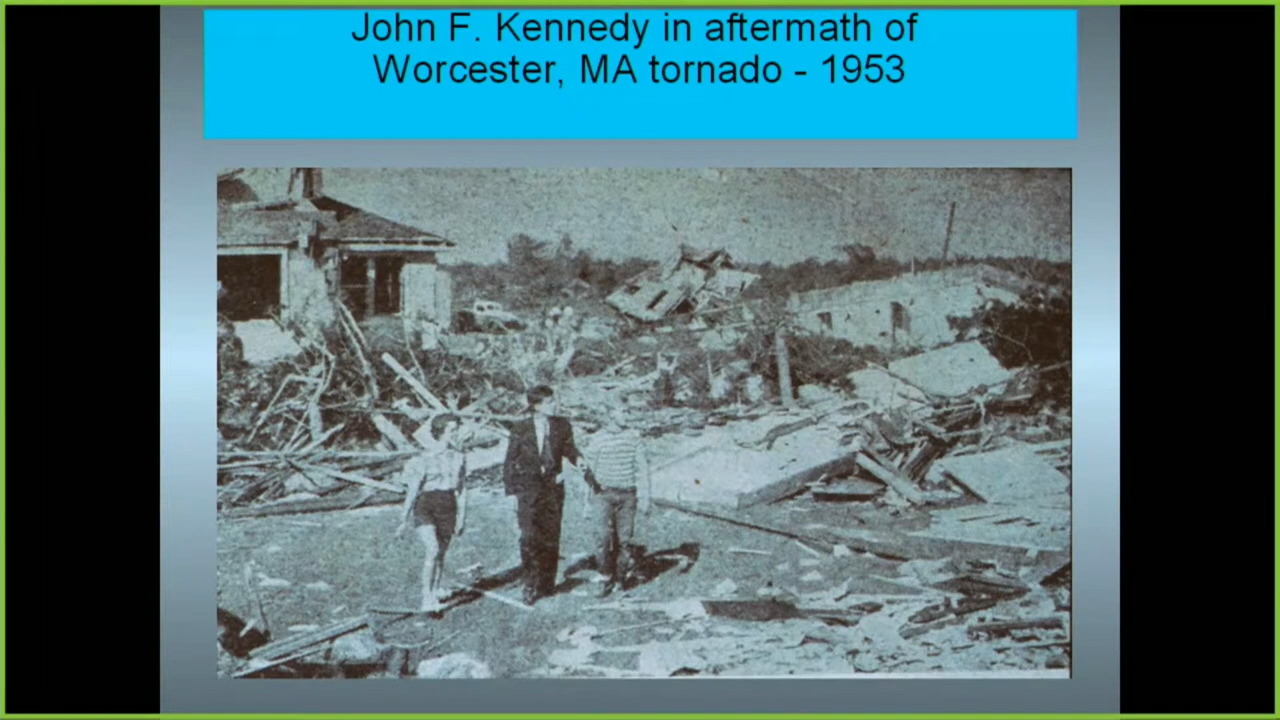 John F. Kennedy in aftermath of
Worcester, MA tornado - 1953